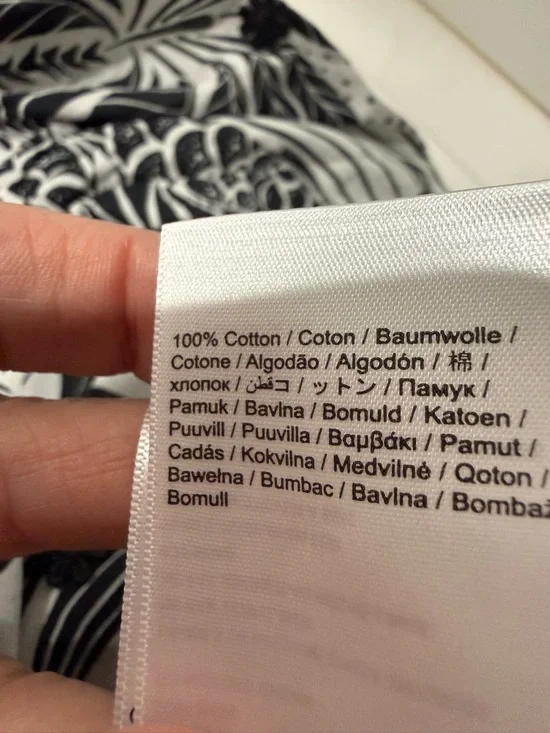 100% Cotton / Coton / Baumwolle /
Cotone / Algodão / Algodón / 棉 /
хлопок / قطن コ / ットン / Памук /
Pamuk / Bavlna / Bomuld / Katoen /
Puuvill / Puuvilla / Βαμβάκι / Pamut /
Cadás / Kokvilna / Medvilnė / Qoton /
Bawełna / Bumbac / Bavlna / Bombaž
Bomull